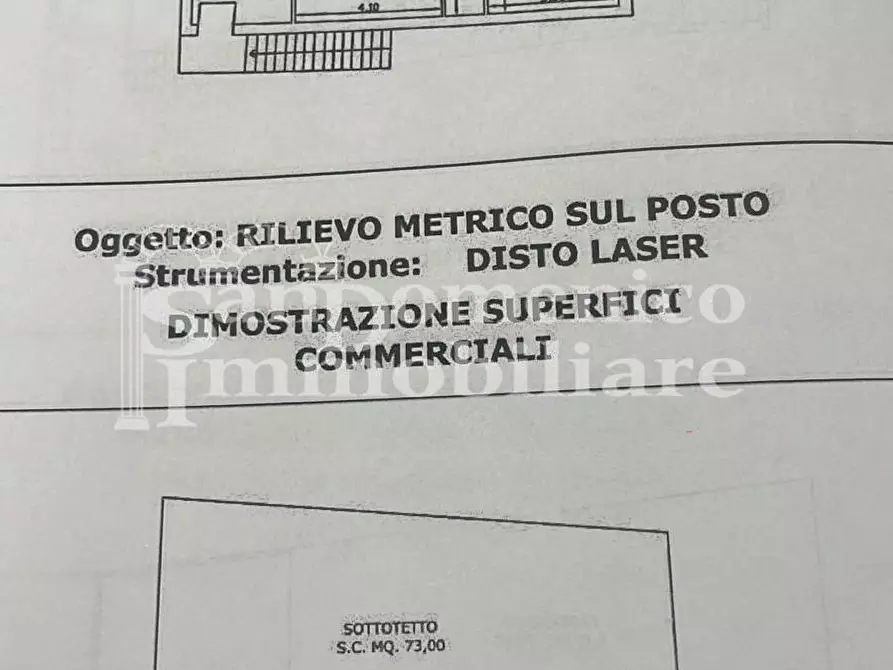 4.10
Oggetto: RILIEVO METRICO SUL POSTO
Strumentazione: DISTO LASER
DIMOSTRAZIONE SUPERFICI
COMMERCIALI
SanDomenico
Immobiliare
SOTTOTETTO
S.C. MQ. 73,00